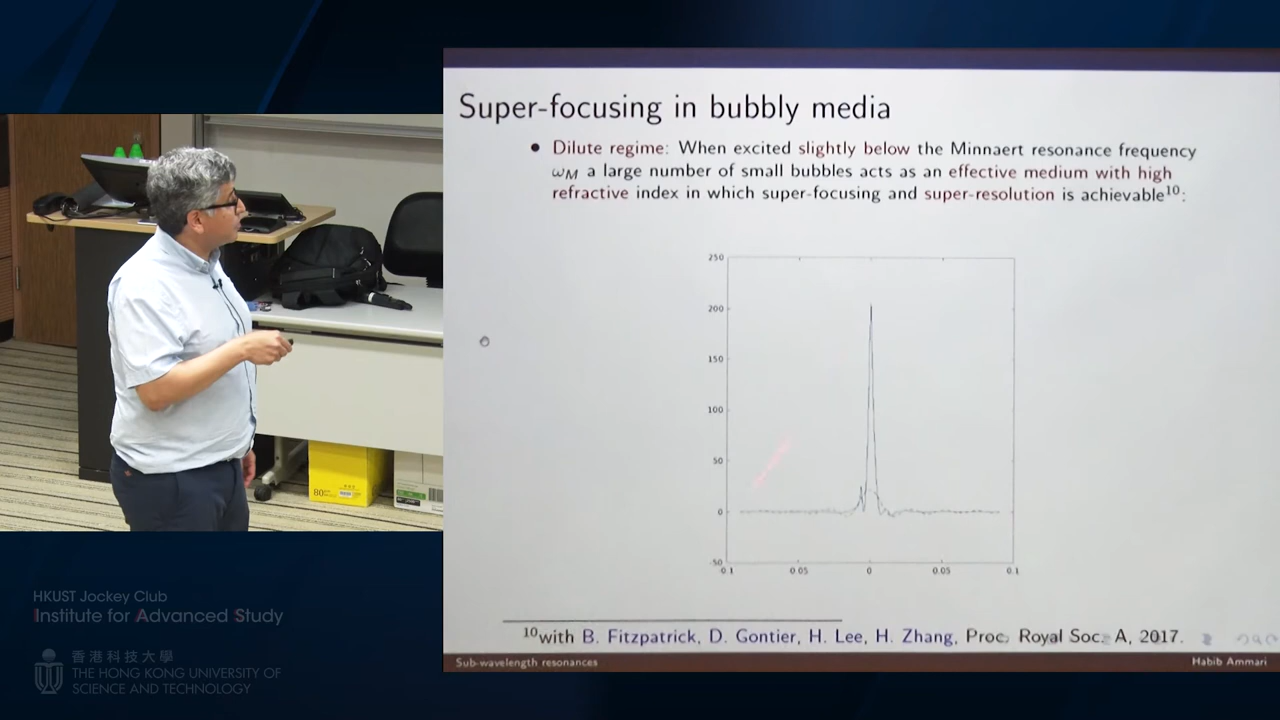 Super-focusing in bubbly media
• Dilute regime: When excited slightly below the Minnaert resonance frequency
ωM a large number of small bubbles acts as an effective medium with high
refractive index in which super-focusing and super-resolution is achievable10:
250
200
150
100
50
0
-50
-0.1
0.05
0
0.05
0.1
10with B. Fitzpatrick, D. Gontier, H. Lee, H. Zhang, Proc. Royal Soc. A, 2017.
Sub-wavelength resonances
Habib Ammari
80
HKUST Jockey Club
Institute for Advanced Study
香港科技大學
THE HONG KONG UNIVERSITY OF
SCIENCE AND TECHNOLOGY